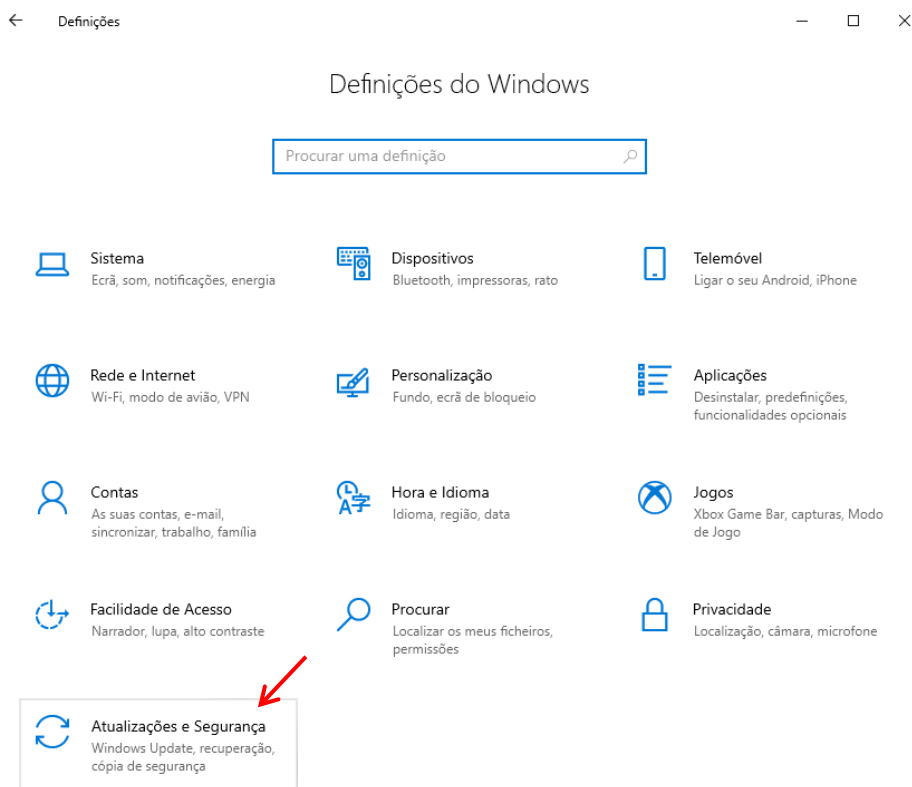 Definições
Definições do Windows
Procurar uma definição
Sistema
Ecrã, som, notificações, energia
Dispositivos
Bluetooth, impressoras, rato
Telemóvel
Ligar o seu Android, iPhone
Rede e Internet
Wi-Fi, modo de avião, VPN
Personalização
Fundo, ecrã de bloqueio
Aplicações
Desinstalar, predefinições,
funcionalidades opcionais
Contas
As suas contas, e-mail,
sincronizar, trabalho, família
Hora e Idioma
Idioma, região, data
Jogos
Xbox Game Bar, capturas, Modo
de Jogo
Facilidade de Acesso
Narrador, lupa, alto contraste
Procurar
Localizar os meus ficheiros,
permissões
Privacidade
Localização, câmara, microfone
Atualizações e Segurança
Windows Update, recuperação,
cópia de segurança